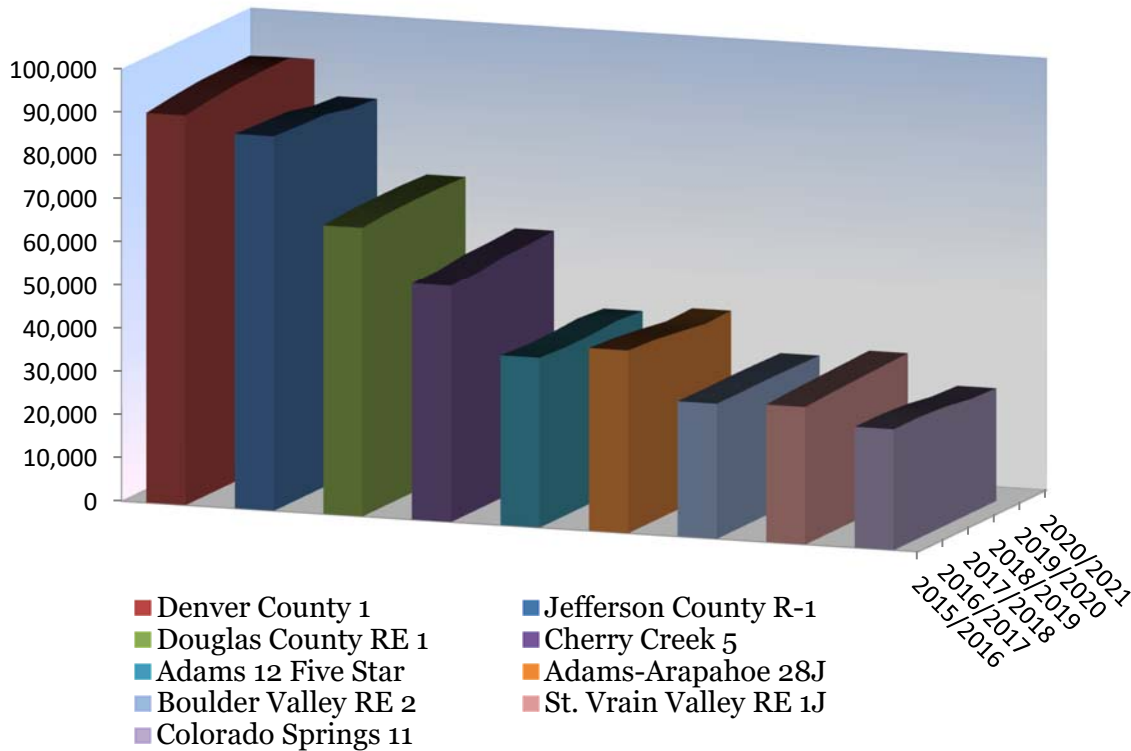 100,000
90,000
80,000
70,000
60,000
50,000
40,000
30,000
20,000
10,000
0
2020/2021
2019/2020
2018/2019
2017/2018
2016/2017
2015/2016
Denver County 1
Jefferson County R-1
Douglas County RE 1
Cherry Creek 5
Adams 12 Five Star
Adams-Arapahoe 28J
Boulder Valley RE 2
St. Vrain Valley RE 1J
Colorado Springs 11